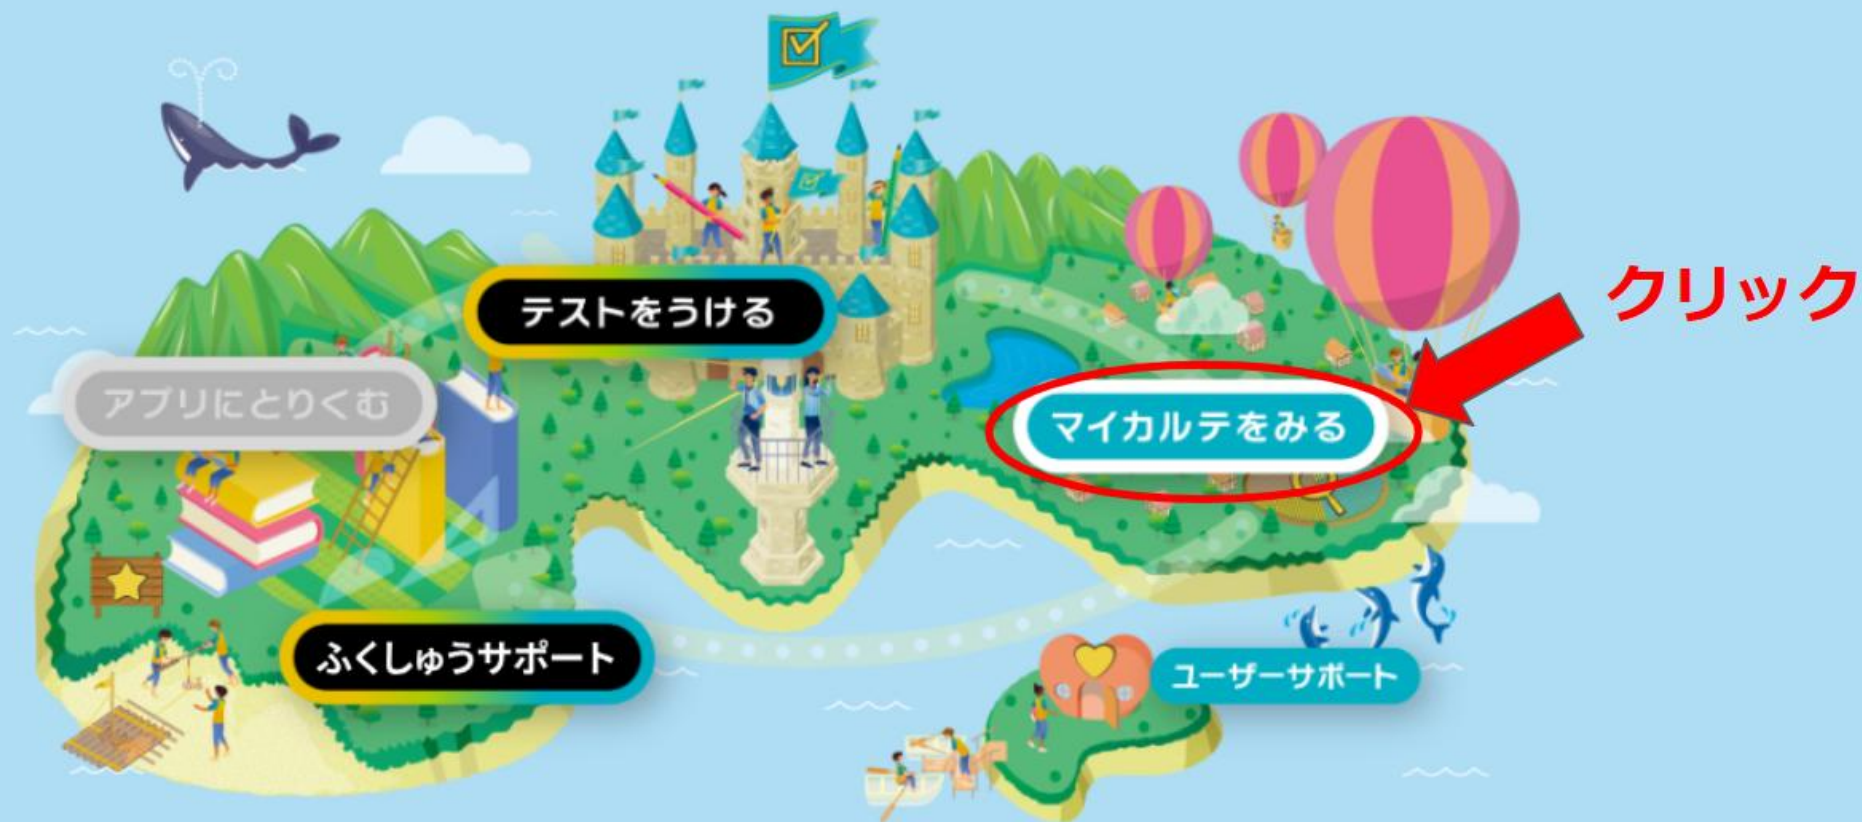 テストをうける
クリック
アプリにとりくむ
マイカルテをみる
ふくしゅうサポート
ユーザーサポート